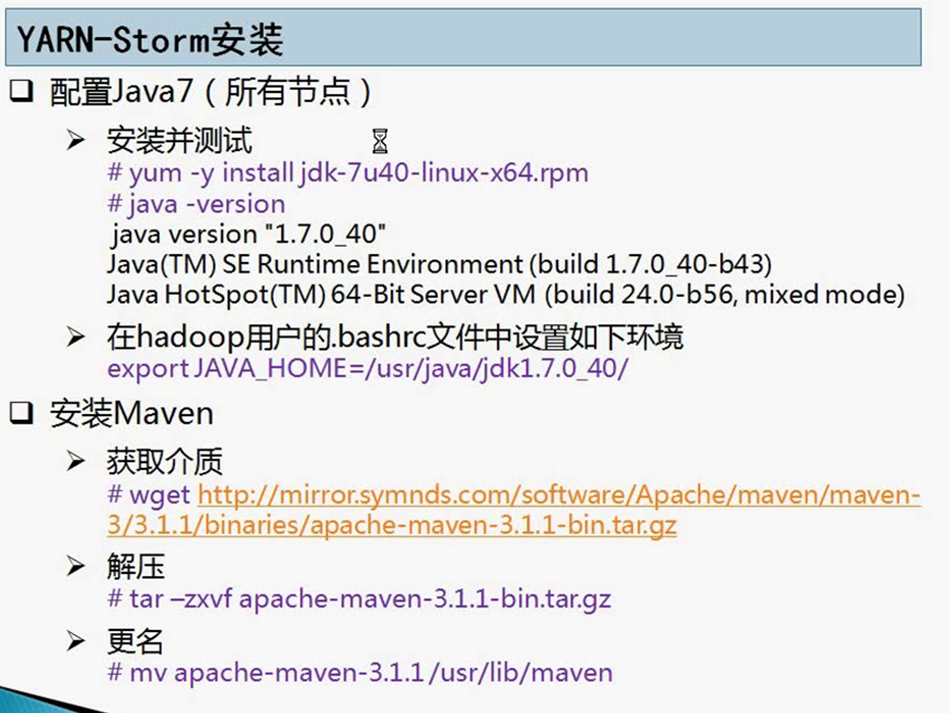 YARN-Storm安装
配置Java7（所有节点）
安装并测试
# yum -y install jdk-7u40-linux-x64.rpm
# java -version
java version "1.7.0_40"
Java(TM) SE Runtime Environment (build 1.7.0_40-b43)
Java HotSpot(TM) 64-Bit Server VM (build 24.0-b56, mixed mode)
在hadoop用户的.bashrc文件中设置如下环境
export JAVA_HOME=/usr/java/jdk1.7.0_40/
安装Maven
获取介质
# wget http://mirror.symnds.com/software/Apache/maven/maven-
3/3.1.1/binaries/apache-maven-3.1.1-bin.tar.gz
解压
# tar –zxvf apache-maven-3.1.1-bin.tar.gz
更名
# mv apache-maven-3.1.1 /usr/lib/maven